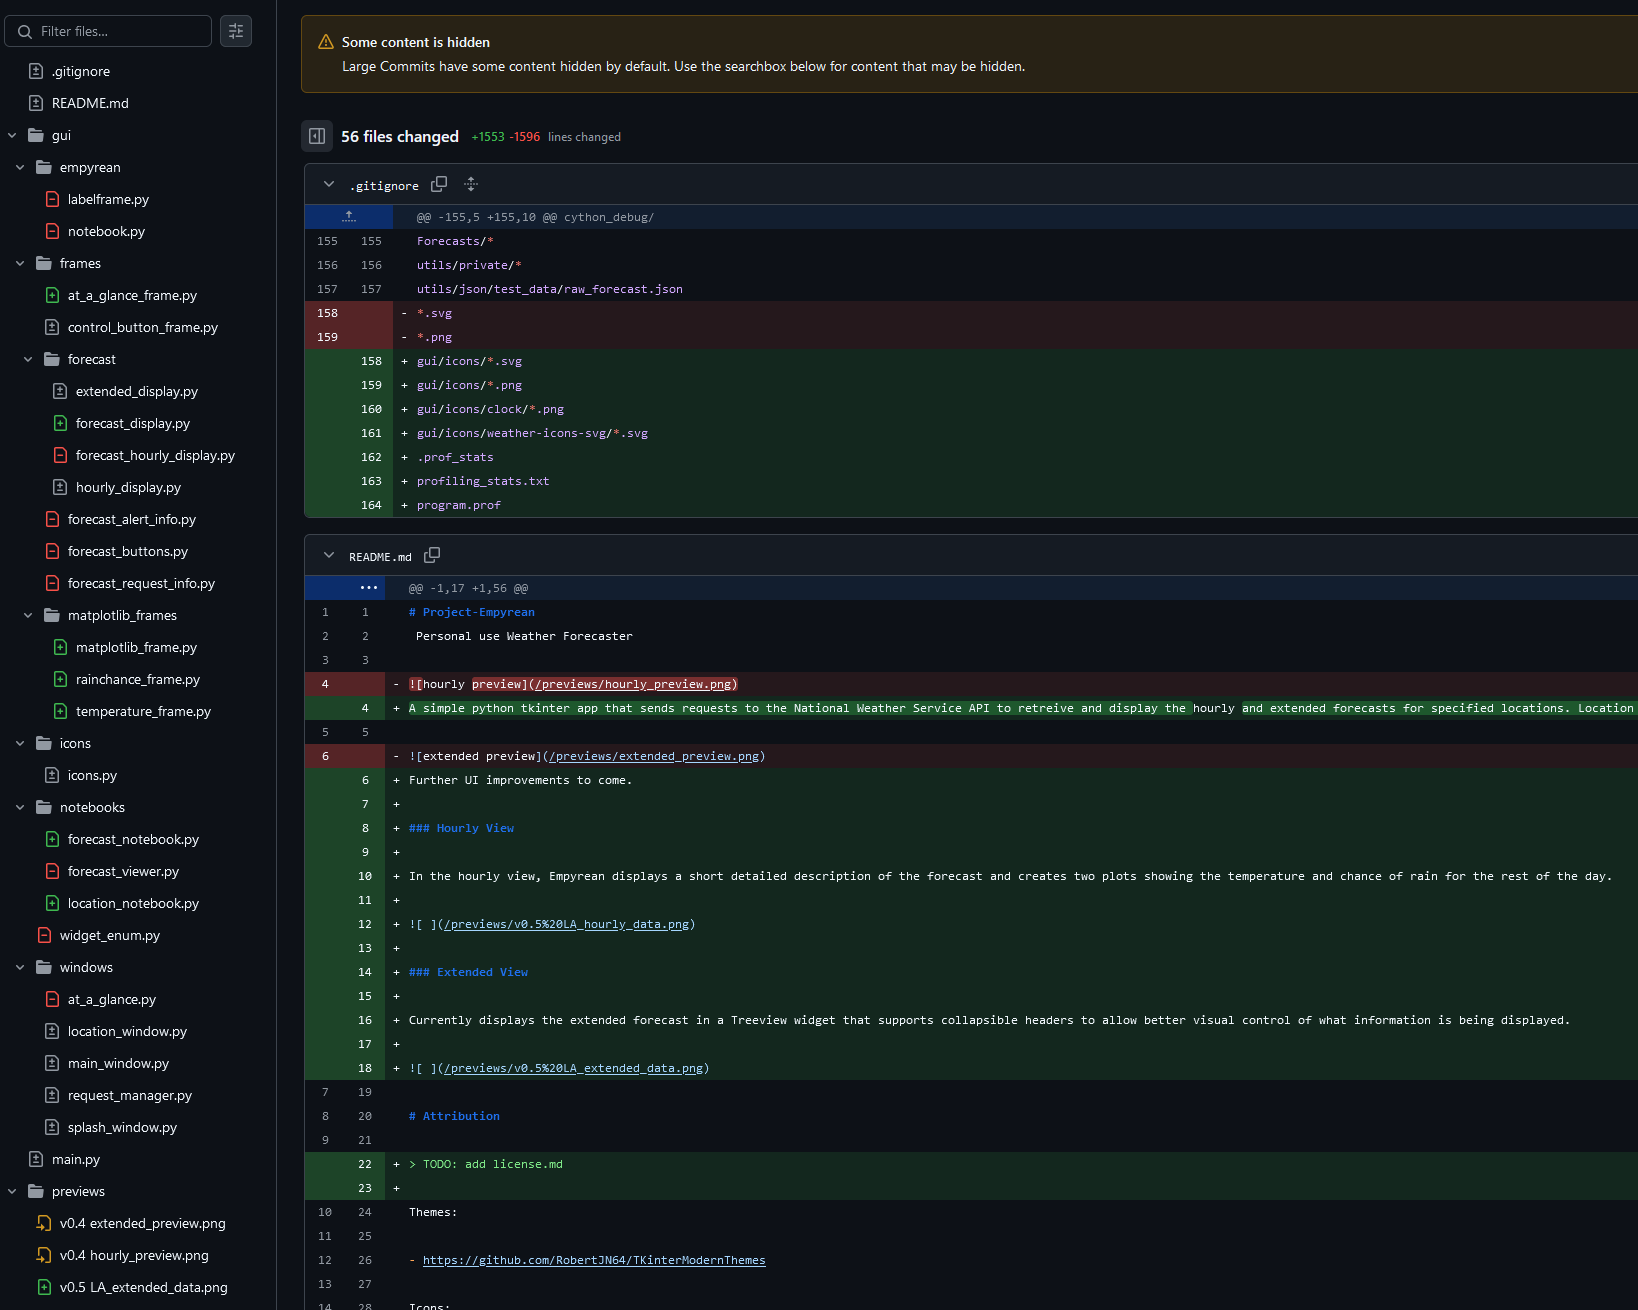 Filter files...
.gitignore
README.md
gui
empyrean
labelframe.py
notebook.py
frames
at_a_glance_frame.py
control_button_frame.py
forecast
extended_display.py
forecast_display.py
forecast_hourly_display.py
hourly_display.py
forecast_alert_info.py
forecast_buttons.py
forecast_request_info.py
matplotlib_frames
matplotlib_frame.py
rainchance_frame.py
temperature_frame.py
icons
icons.py
notebooks
forecast_notebook.py
forecast_viewer.py
location_notebook.py
widget_enum.py
windows
at_a_glance.py
location_window.py
main_window.py
request_manager.py
splash_window.py
main.py
previews
v0.4 extended_preview.png
v0.4 hourly_preview.png
v0.5 LA_extended_data.png
Some content is hidden
Large Commits have some content hidden by default. Use the searchbox below for content that may be hidden.
56 files changed +1553 -1596 lines changed
.gitignore
@@ -155,5 +155,10 @@ cython_debug/
155 155 Forecasts/*
156 156 utils/private/*
157 157 utils/json/test_data/raw_forecast.json
158 - *.svg
159 - *.png
158 + gui/icons/*.svg
159 + gui/icons/*.png
160 + gui/icons/clock/*.png
161 + gui/icons/weather-icons-svg/*.svg
162 + .prof_stats
163 + profiling_stats.txt
164 + program.prof
README.md
@@ -1,17 +1,56 @@
1 1 # Project-Empyrean
2 2 Personal use Weather Forecaster
3 3
4 - ![hourly preview](/previews/hourly_preview.png)
4 + A simple python tkinter app that sends requests to the National Weather Service API to retreive and display the hourly and extended forecasts for specified locations. Location
5 5
6 - ![extended preview](/previews/extended_preview.png)
6 + Further UI improvements to come.
7 +
8 + ### Hourly View
9 +
10 + In the hourly view, Empyrean displays a short detailed description of the forecast and creates two plots showing the temperature and chance of rain for the rest of the day.
11 +
12 + ![ ](/previews/v0.5%20LA_hourly_data.png)
13 +
14 + ### Extended View
15 +
16 + Currently displays the extended forecast in a Treeview widget that supports collapsible headers to allow better visual control of what information is being displayed.
17 +
18 + ![ ](/previews/v0.5%20LA_extended_data.png)
7 19
8 20 # Attribution
9 21
22 + > TODO: add license.md
23 +
10 24 Themes:
11 25
12 26 - https://github.com/RobertJN64/TKinterModernThemes
13 27
14 28 Icons: